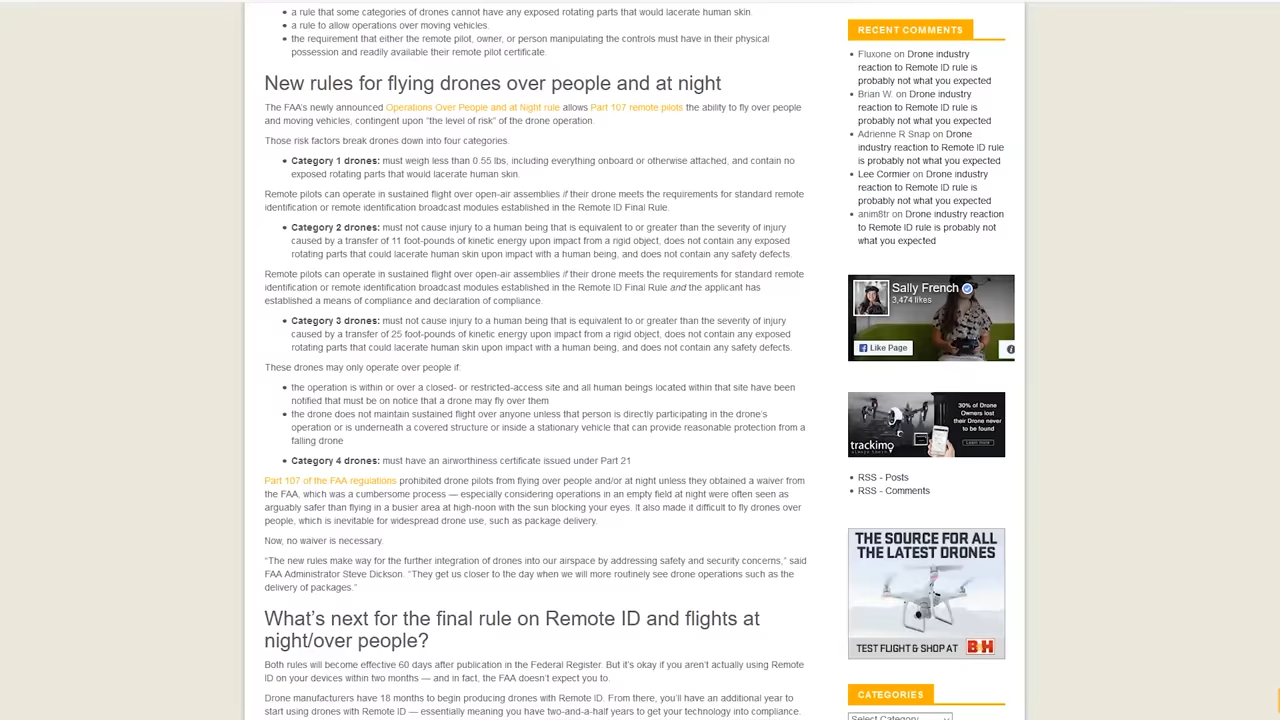 a rule that some categories of drones cannot have any exposed rotating parts that would lacerate human skin.
a rule to allow operations over moving vehicles.
the requirement that either the remote pilot, owner, or person manipulating the controls must have in their physical
possession and readily available their remote pilot certificate.
New rules for flying drones over people and at night
The FAA's newly announced Operations Over People and at Night rule allows Part 107 remote pilots the ability to fly over people
and moving vehicles, contingent upon "the level of risk" of the drone operation.
Those risk factors break drones down into four categories.
Category 1 drones: must weigh less than 0.55 lbs, including everything onboard or otherwise attached, and contain no
exposed rotating parts that would lacerate human skin.
Remote pilots can operate in sustained flight over open-air assemblies if their drone meets the requirements for standard remote
identification or remote identification broadcast modules established in the Remote ID Final Rule.
Category 2 drones: must not cause injury to a human being that is equivalent to or greater than the severity of injury
caused by a transfer of 11 foot-pounds of kinetic energy upon impact from a rigid object, does not contain any exposed
rotating parts that could lacerate human skin upon impact with a human being, and does not contain any safety defects.
Remote pilots can operate in sustained flight over open-air assemblies if their drone meets the requirements for standard remote
identification or remote identification broadcast modules established in the Remote ID Final Rule and the applicant has
established a means of compliance and declaration of compliance.
Category 3 drones: must not cause injury to a human being that is equivalent to or greater than the severity of injury
caused by transfer of 25 foot-pounds of kinetic energy upon impact from a rigid object, does not contain any exposed
rotating parts that could lacerate human skin upon impact with a human being, and does not contain any safety defects.
These drones may only operate over people if:
the operation is within or over a closed- or restricted-access site and all human beings located within that site have been
notified that must be on notice that a drone may fly over them
the drone does not maintain sustained flight over anyone unless that person is directly participating in the drone's
operation or is underneath a covered structure or inside a stationary vehicle that can provide reasonable protection from a
falling drone
Category 4 drones: must have an airworthiness certificate issued under Part 21
Part 107 of the FAA regulations prohibited drone pilots from flying over people and/or at night unless they obtained a waiver from
the FAA, which was a cumbersome process — especially considering operations in an empty field at night were often seen as
arguably safer than flying in a busier area at high-noon with the sun blocking your eyes. It also made it difficult to fly drones over
people, which is inevitable for widespread drone use, such as package delivery.
Now, no waiver is necessary.
"The new rules make way for the further integration of drones into our airspace by addressing safety and security concerns," said
FAA Administrator Steve Dickson. "They get us closer to the day when we will more routinely see drone operations such as the
delivery of packages."
What's next for the final rule on Remote ID and flights at
night/over people?
Both rules will become effective 60 days after publication in the Federal Register. But it's okay if you aren't actually using Remote
ID on your devices within two months — and in fact, the FAA doesn't expect you to.
Drone manufacturers have 18 months to begin producing drones with Remote ID. From there, you'll have an additional year to
start using drones with Remote ID — essentially meaning you have two-and-a-half years to get your technology into compliance.
RECENT COMMENTS
Fluxone on Drone industry
reaction to Remote ID rule is
probably not what you expected
Brian W. on Drone industry
reaction to Remote ID rule is
probably not what you expected
Adrienne R Snap on Drone
industry reaction to Remote ID rule
is probably not what you expected
Lee Cormier on Drone industry
reaction to Remote ID rule is
probably not what you expected
anim8tr on Drone industry reaction
to Remote ID rule is probably not
what you expected
Sally French
3,474 likes
Like Page
30% of Drone
Owners lost
their Drone never
to be found
trackimo
RSS - Posts
RSS - Comments
THE SOURCE FOR ALL
THE LATEST DRONES
TEST FLIGHT & SHOP AT B&H
CATEGORIES
Select Category